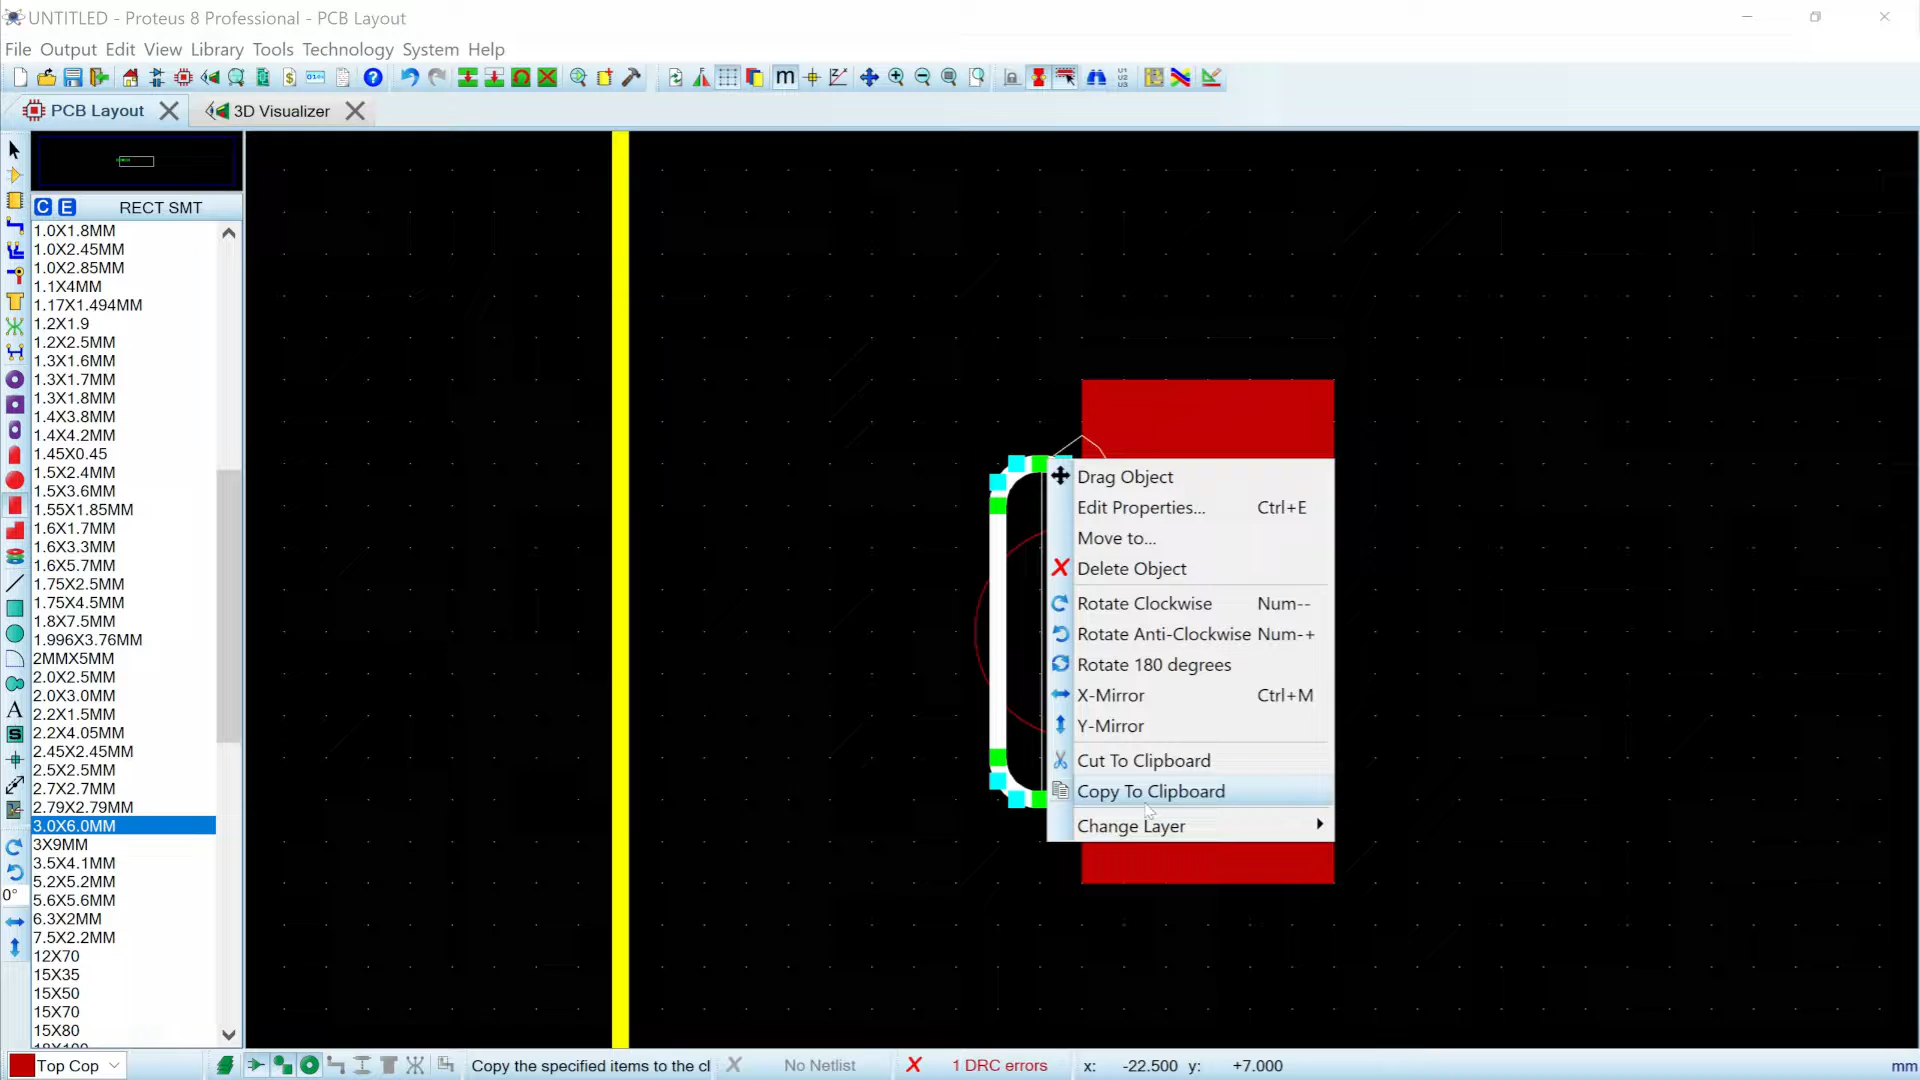 UNTITLED - Proteus 8 Professional - PCB Layout
File Output Edit View Library Tools Technology System Help
PCB Layout
3D Visualizer
C E RECT SMT
1.0X1.8MM
1.0X2.45MM
1.0X2.85MM
1.1X4MM
1.17X1.494MM
1.2X1.9
1.2X2.5MM
1.3X1.6MM
1.3X1.7MM
1.3X1.8MM
1.4X3.8MM
1.4X4.2MM
1.45X0.45
1.5X2.4MM
1.5X3.6MM
1.55X1.85MM
1.6X1.7MM
1.6X3.3MM
1.6X5.7MM
1.75X2.5MM
1.75X4.5MM
1.8X7.5MM
1.996X3.76MM
2MMX5MM
2.0X2.5MM
2.0X3.0MM
2.2X1.5MM
2.2X4.05MM
2.45X2.45MM
2.5X2.5MM
2.7X2.7MM
2.79X2.79MM
3.0X6.0MM
3X9MM
3.5X4.1MM
5.2X5.2MM
5.6X5.6MM
6.3X2MM
7.5X2.2MM
12X70
15X35
15X50
15X70
15X80
0°
Drag Object
Edit Properties... Ctrl+E
Move to...
Delete Object
Rotate Clockwise Num--
Rotate Anti-Clockwise Num-+
Rotate 180 degrees
X-Mirror Ctrl+M
Y-Mirror
Cut To Clipboard
Copy To Clipboard
Change Layer
Top Cop
Copy the specified items to the cl
No Netlist
1 DRC errors
x: -22.500 y: +7.000
mm